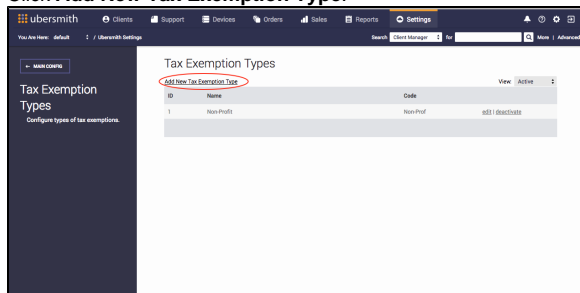 Click Add New Tax Exemption Type.
ubersmith Clients Support Devices Orders Sales Reports Settings
You Are Here: default / Ubersmith Settings Search Client Manager for More | Advanced
← MAIN CONFIG
Tax Exemption Types
Add New Tax Exemption Type View: Active
Tax Exemption
Types
Configure types of tax exemptions.
ID Name Code
1 Non-Profit Non-Prof edit | deactivate